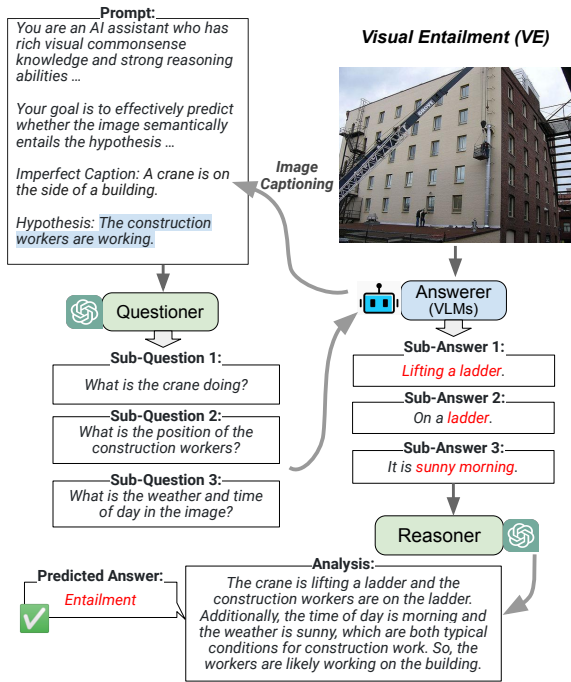 Prompt:
You are an AI assistant who has
rich visual commonsense
knowledge and strong reasoning
abilities ...
Your goal is to effectively predict
whether the image semantically
entails the hypothesis ...
Imperfect Caption: A crane is on
the side of a building.
Hypothesis: The construction
workers are working.
Visual Entailment (VE)
Image
Captioning
Questioner
Answerer
(VLMs)
Sub-Question 1:
What is the crane doing?
Sub-Question 2:
What is the position of the
construction workers?
Sub-Question 3:
What is the weather and time
of day in the image?
Sub-Answer 1:
Lifting a ladder.
Sub-Answer 2:
On a ladder.
Sub-Answer 3:
It is sunny morning.
Reasoner
Analysis:
The crane is lifting a ladder and the
construction workers are on the ladder.
Additionally, the time of day is morning and
the weather is sunny, which are both typical
conditions for construction work. So, the
workers are likely working on the building.
Predicted Answer:
Entailment